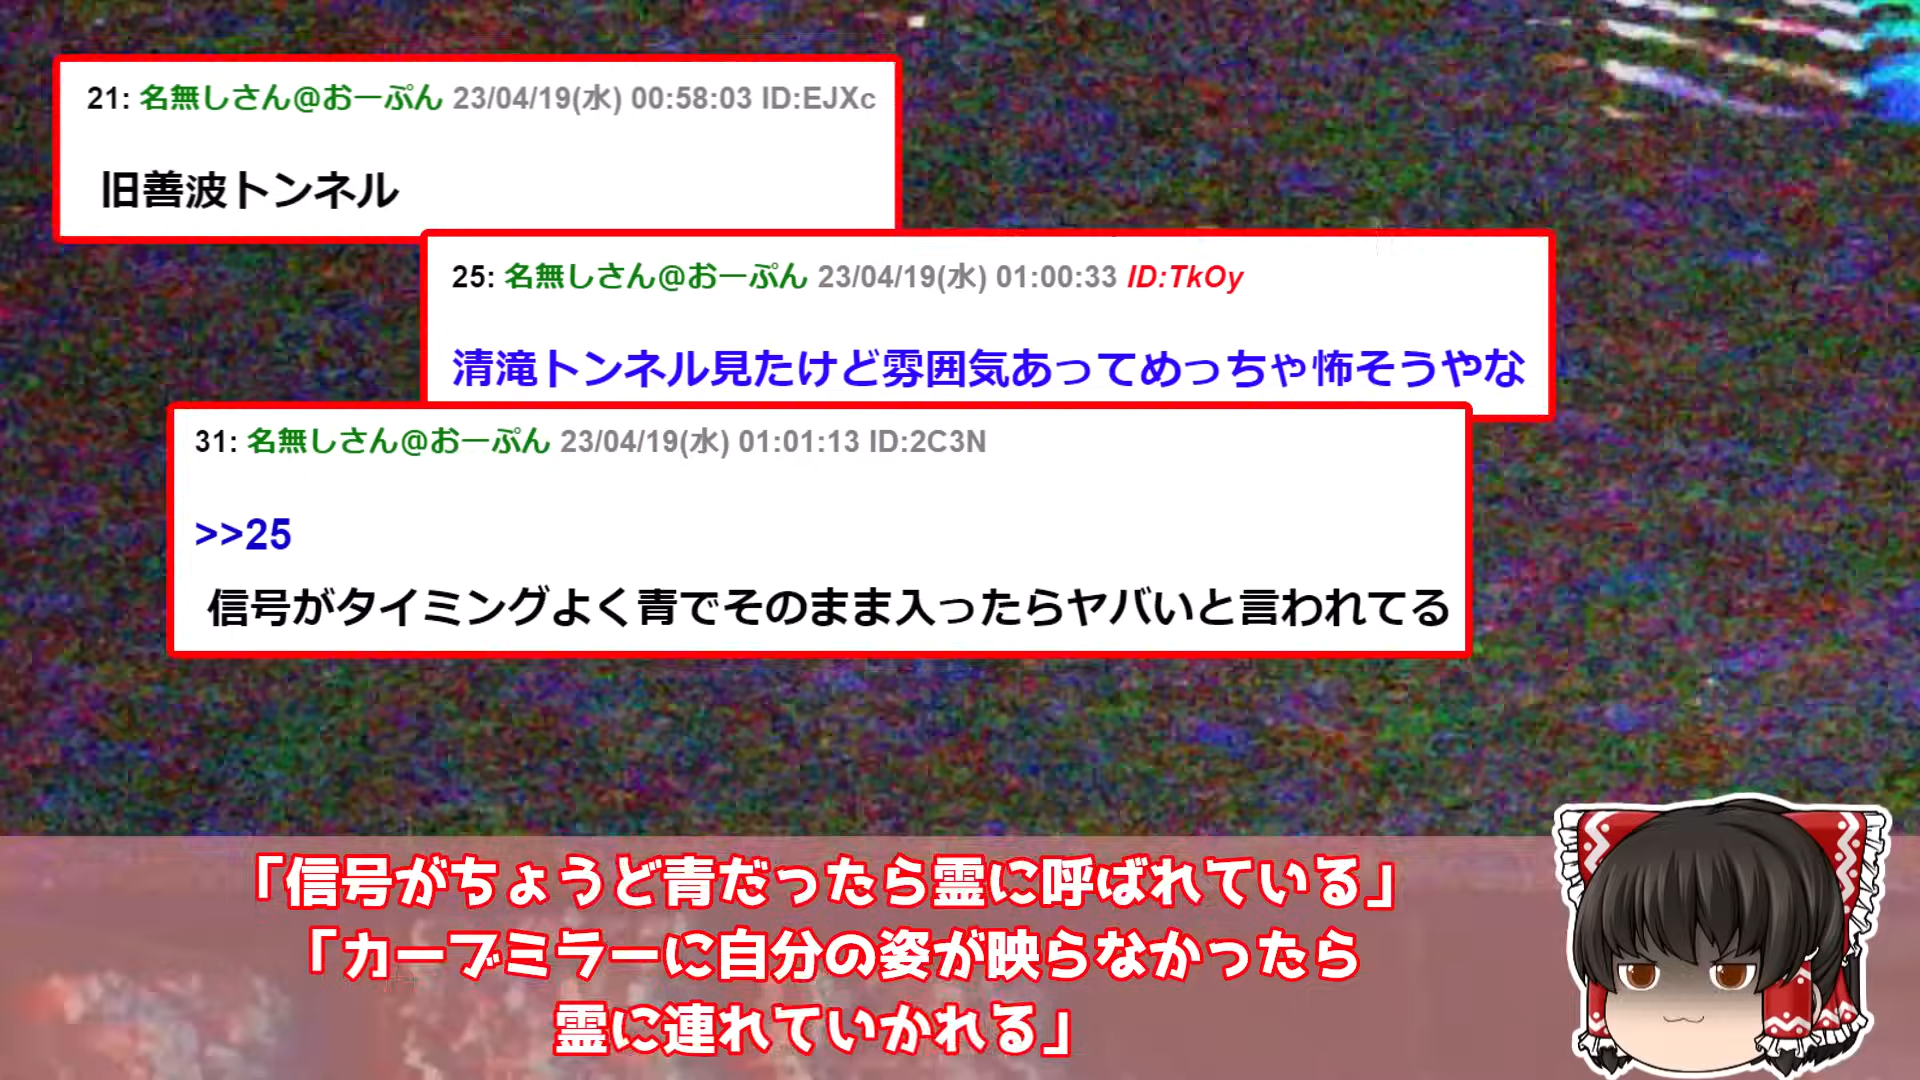 21: 名無しさん@おーぷん 23/04/19(水) 00:58:03 ID:EJXc
旧善波トンネル
25: 名無しさん@おーぷん 23/04/19(水) 01:00:33 ID:TkOy
清滝トンネル見たけど雰囲気あってめっちゃ怖そうやな
31: 名無しさん@おーぷん 23/04/19(水) 01:01:13 ID:2C3N
>>25
信号がタイミングよく青でそのまま入ったらヤバいと言われてる
「信号がちょうど青だったら霊に呼ばれている」
「カーブミラーに自分の姿が映らなかったら
霊に連れていかれる」